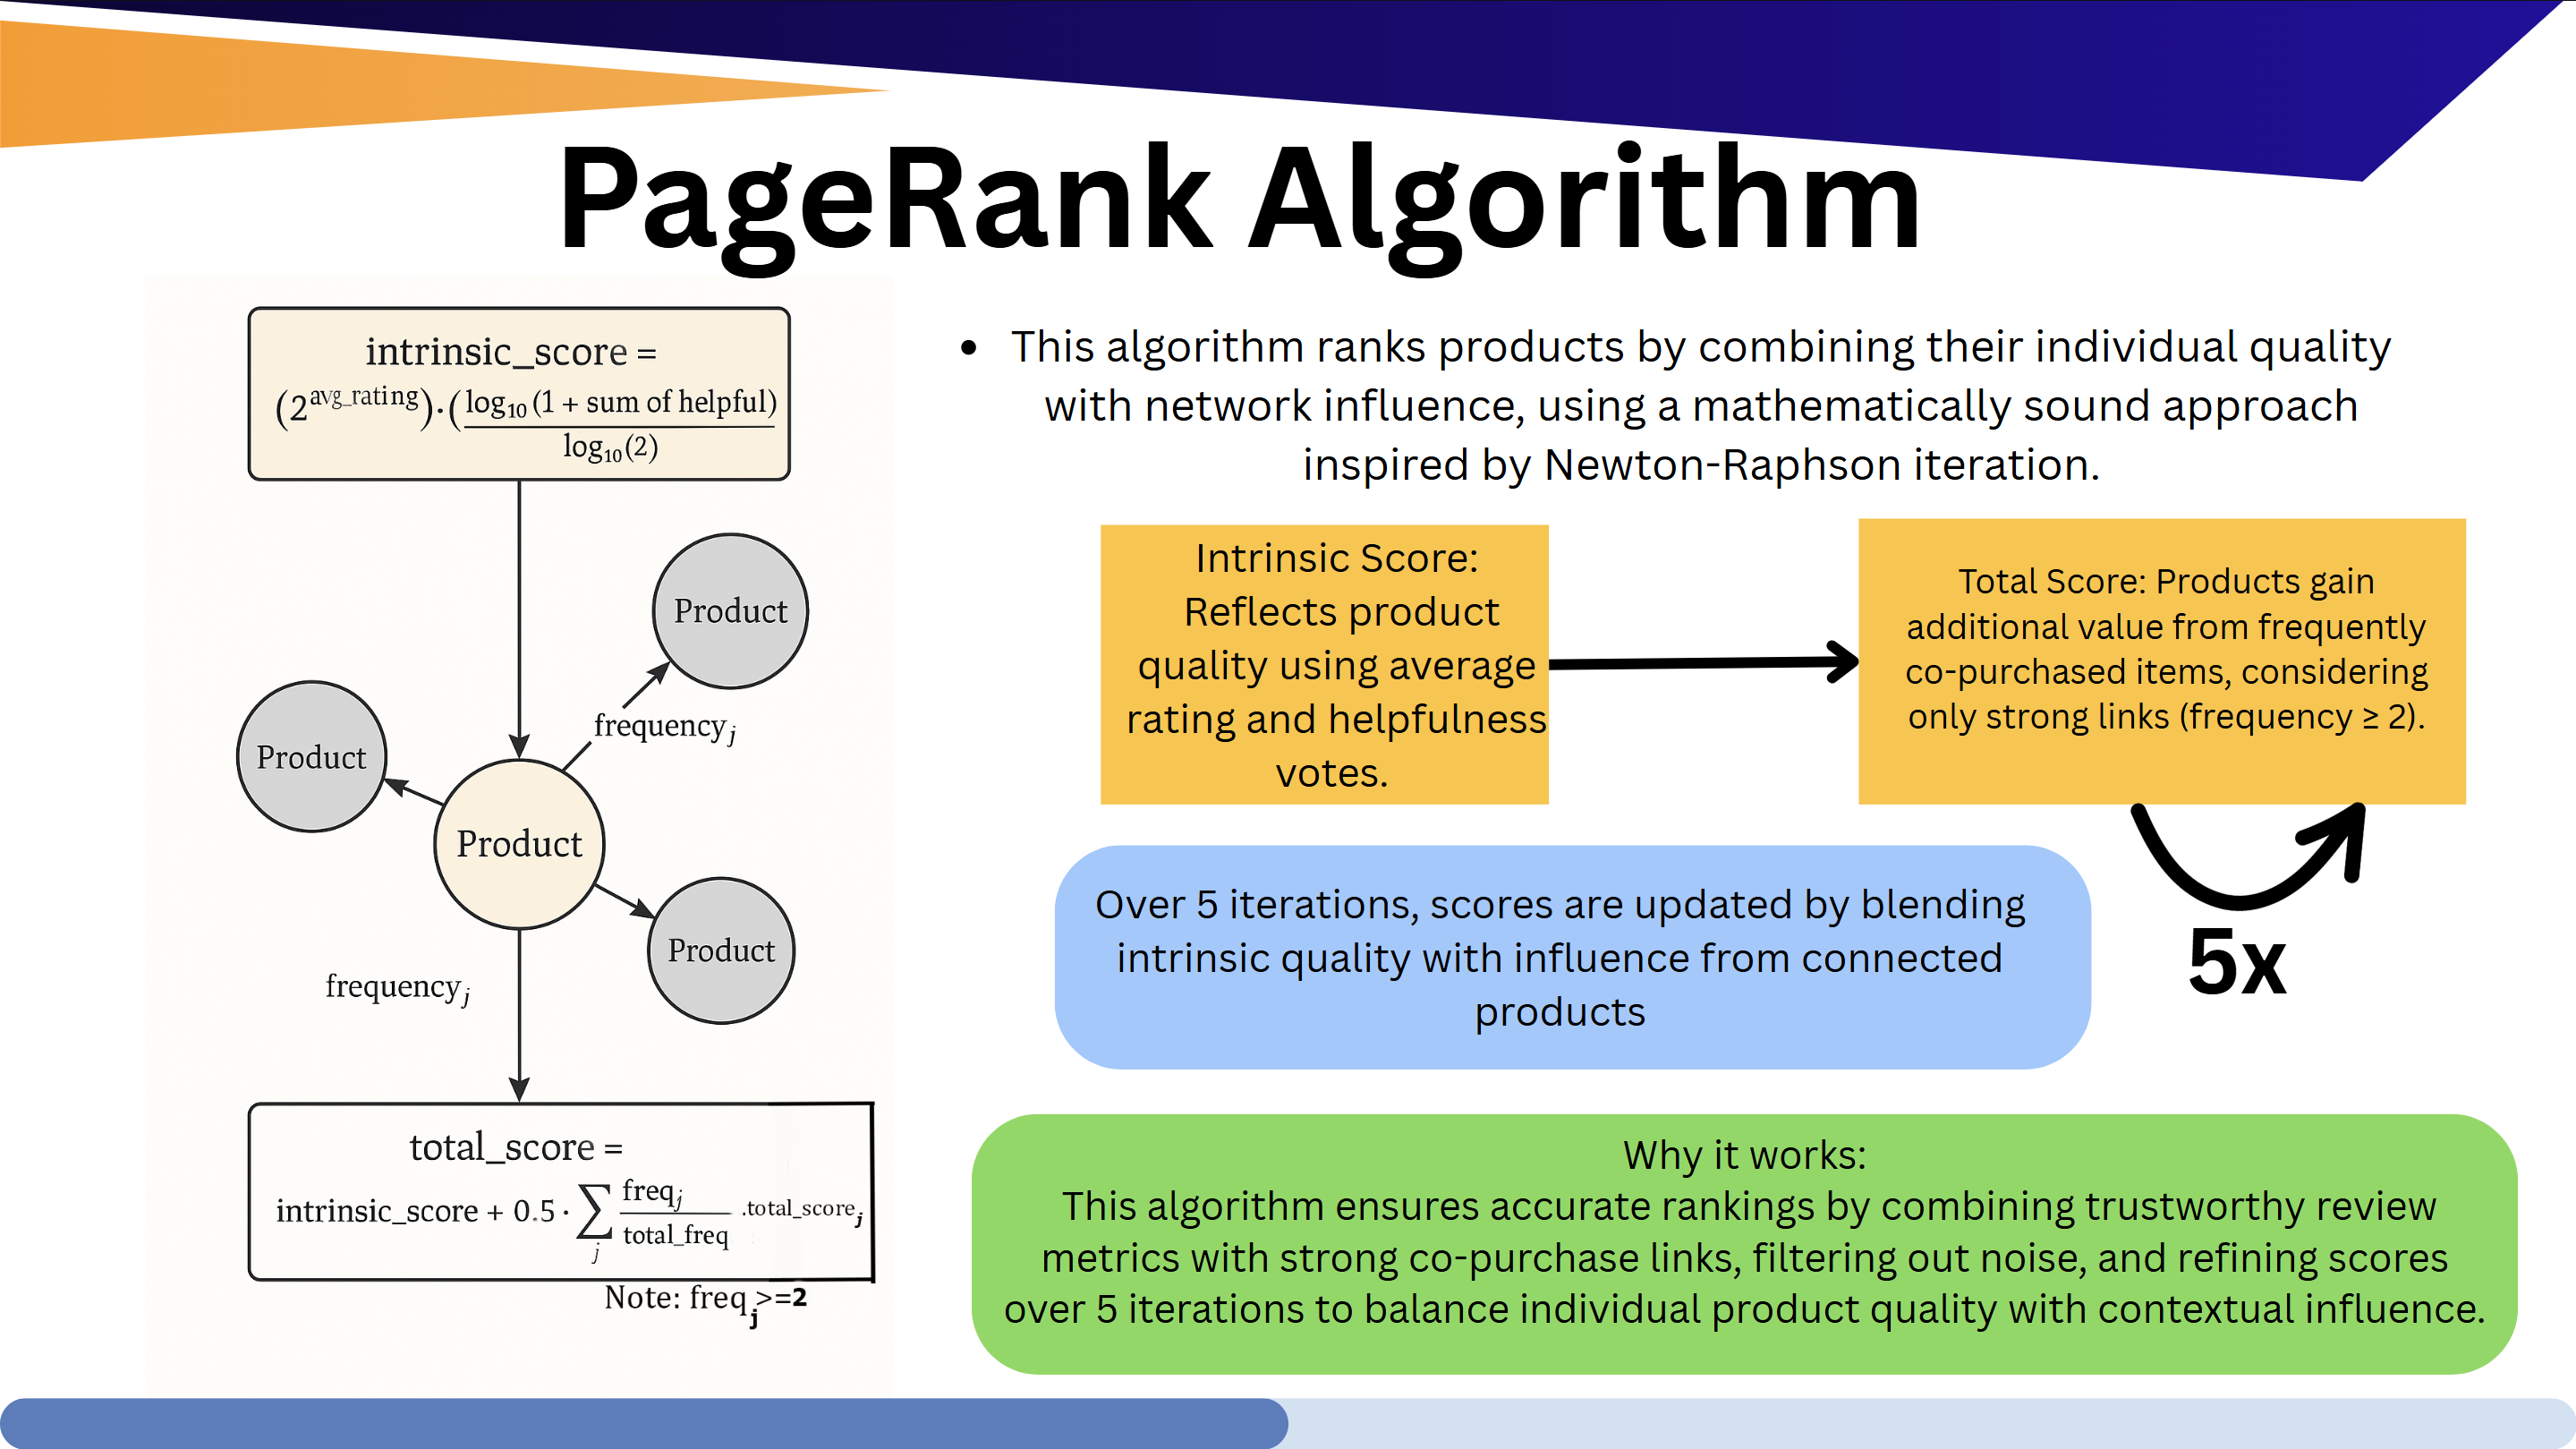 PageRank Algorithm
intrinsic_score =
(2^avg_rating)·(log₁₀ (1 + sum of helpful)
log₁₀(2)
Product
frequencyⱼ
Product
Product
Product
frequencyⱼ
total_score =
intrinsic_score + 0.5 · ∑ⱼ freqⱼ / total_freq .total_scoreⱼ
Note: freqⱼ>=2
• This algorithm ranks products by combining their individual quality
with network influence, using a mathematically sound approach
inspired by Newton-Raphson iteration.
Intrinsic Score:
Reflects product
quality using average
rating and helpfulness
votes.
Total Score: Products gain
additional value from frequently
co-purchased items, considering
only strong links (frequency ≥ 2).
5x
Over 5 iterations, scores are updated by blending
intrinsic quality with influence from connected
products
Why it works:
This algorithm ensures accurate rankings by combining trustworthy review
metrics with strong co-purchase links, filtering out noise, and refining scores
over 5 iterations to balance individual product quality with contextual influence.